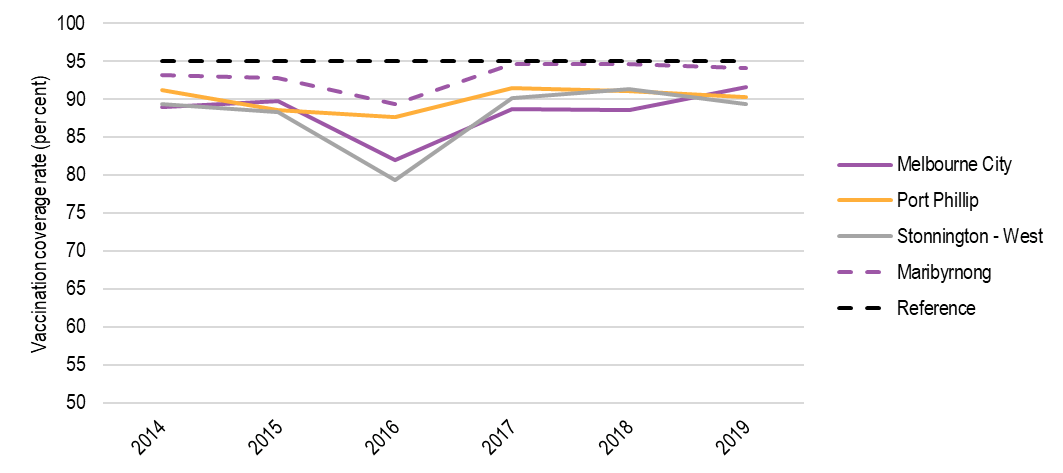 Vaccination coverage rate (per cent)
100
95
90
85
80
75
70
65
60
55
50
2014
2015
2016
2017
2018
2019
Melbourne City
Port Phillip
Stonnington - West
Maribyrnong
Reference